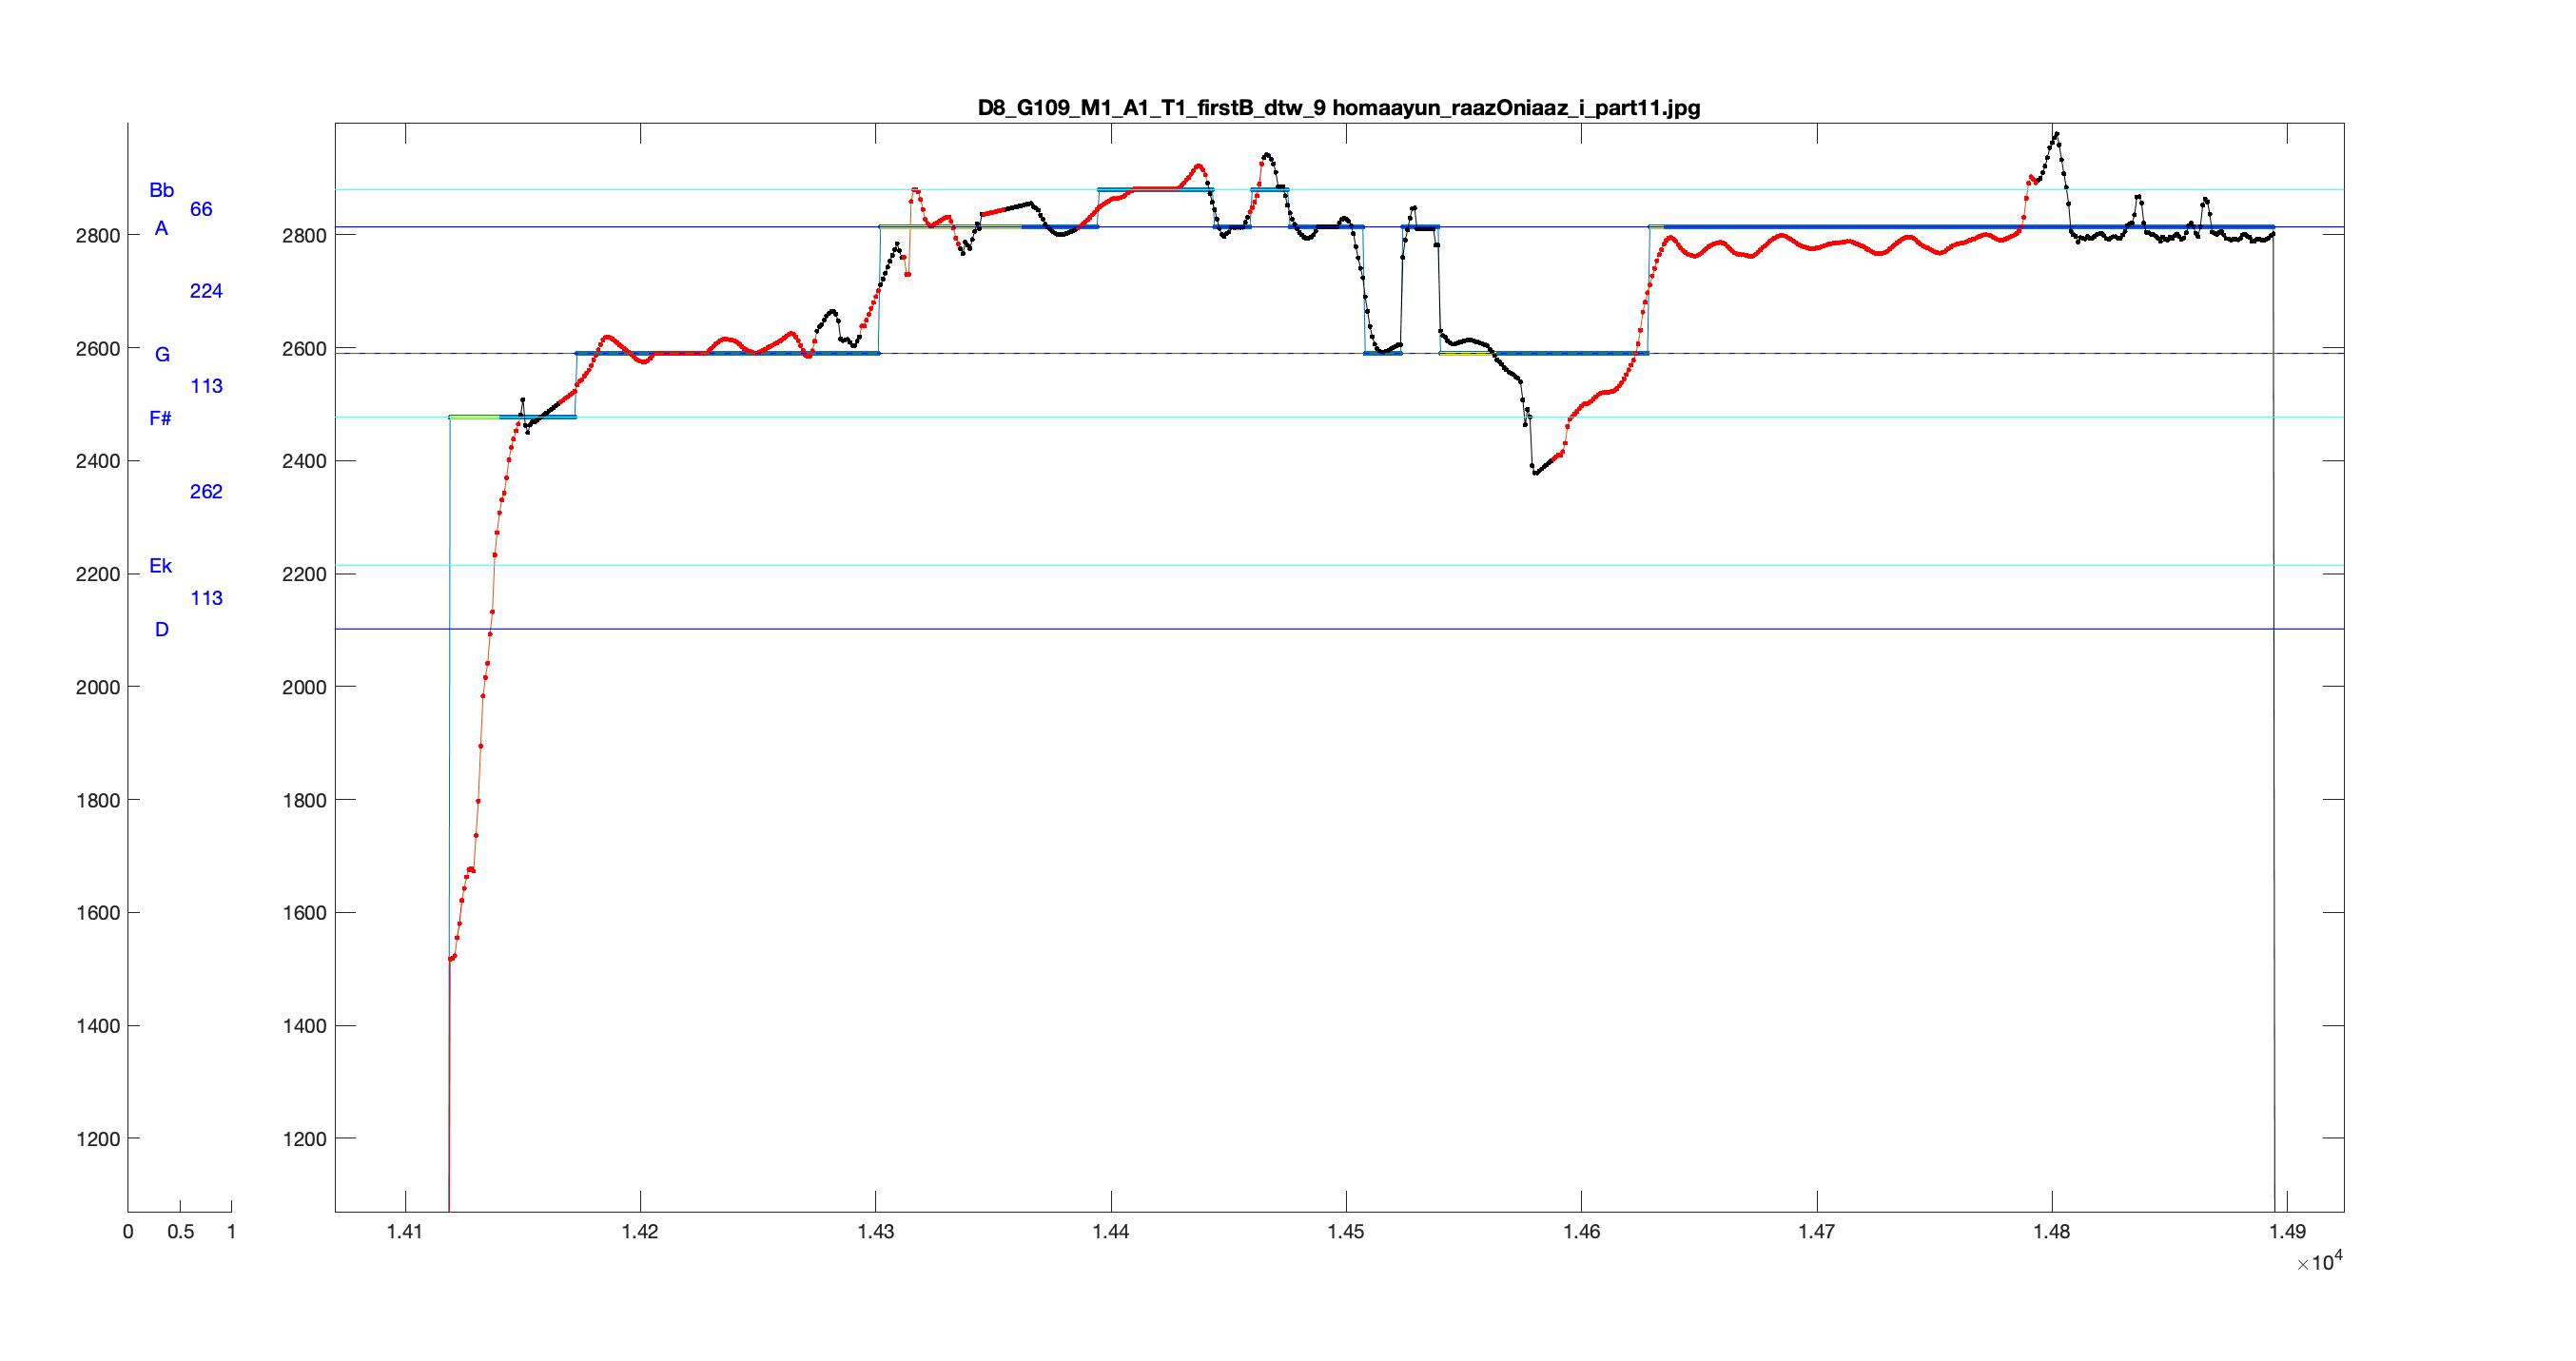 D8_G109_M1_A1_T1_firstB_dtw_9 homaayun_raazOniaaz_i_part11.jpg
Bb
66
2800 A 2800
224
2600 G 2600
113
F#
2400 2400
262
Ek
2200 2200
113
D
2000 2000
1800 1800
1600 1600
1400 1400
1200 1200
0 0.5 1 1.41 1.42 1.43 1.44 1.45 1.46 1.47 1.48 1.49
×10⁴